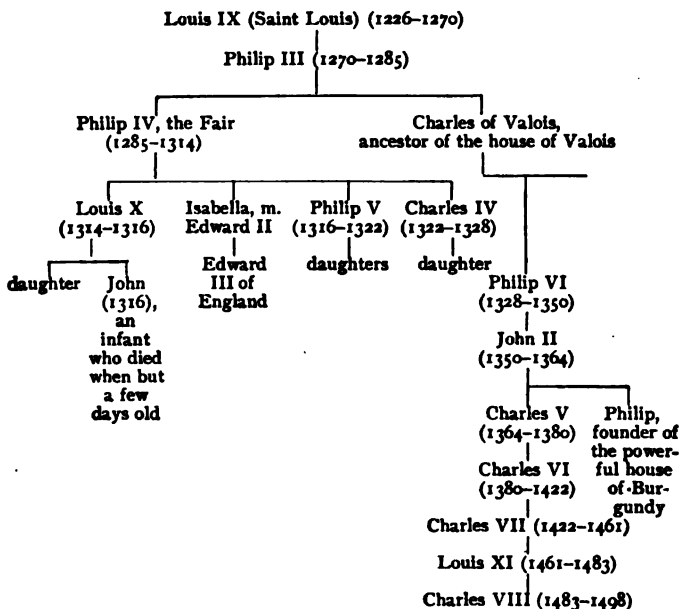 Louis IX (Saint Louis) (1226–1270)
Philip III (1270–1285)
Philip IV, the Fair
(1285–1314)
Charles of Valois,
ancestor of the house of Valois
Louis X
(1314–1316)
Isabella, m.
Edward II
Philip V
(1316–1322)
Charles IV
(1322–1328)
daughter
John
(1316),
an
infant
who died
when but
a few
days old
Edward
III of
England
daughters
daughter
Philip VI
(1328–1350)
John II
(1350–1364)
Charles V
(1364–1380)
Philip,
founder of
the power-
ful house
of Bur-
gundy
Charles VI
(1380–1422)
Charles VII (1422–1461)
Louis XI (1461–1483)
Charles VIII (1483–1498)